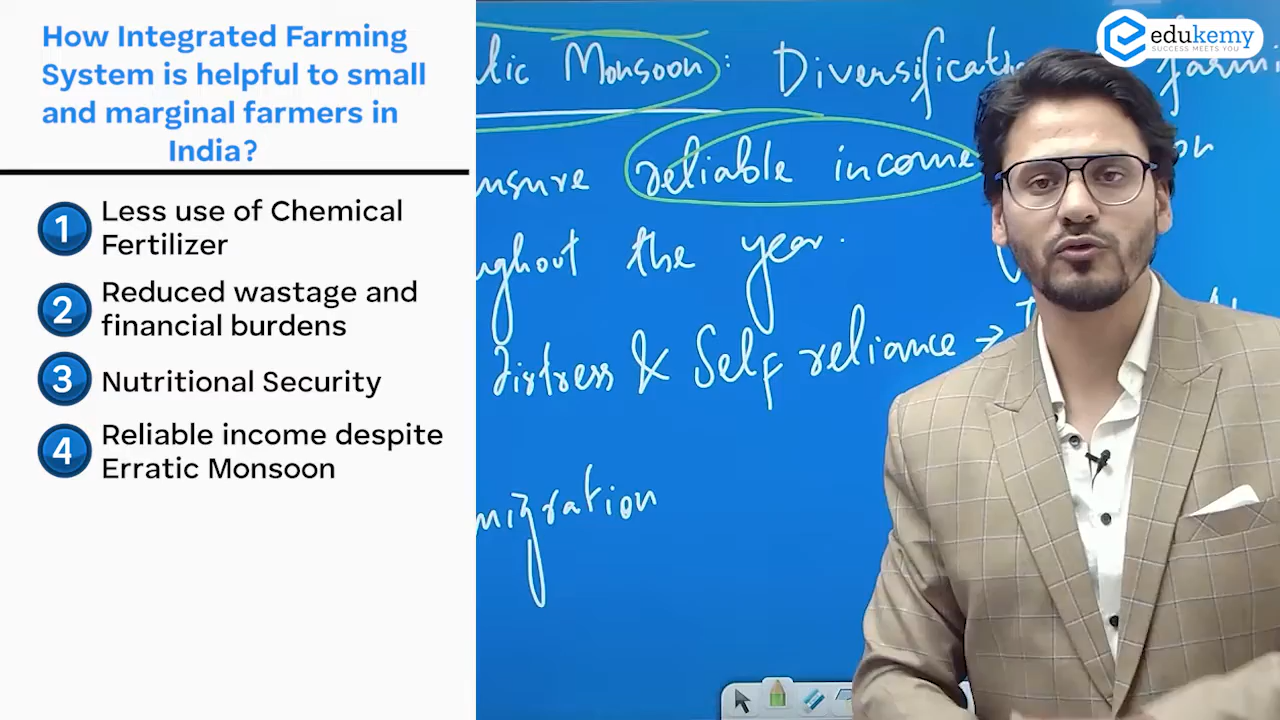 How Integrated Farming
System is helpful to small
and marginal farmers in
India?
1 Less use of Chemical
Fertilizer
2 Reduced wastage and
financial burdens
3 Nutritional Security
4 Reliable income despite
Erratic Monsoon
Monsoon : Diversificati
reliable income
the year.
distress & Self reliance →
migration
edukemy
SUCCESS MEETS YOU